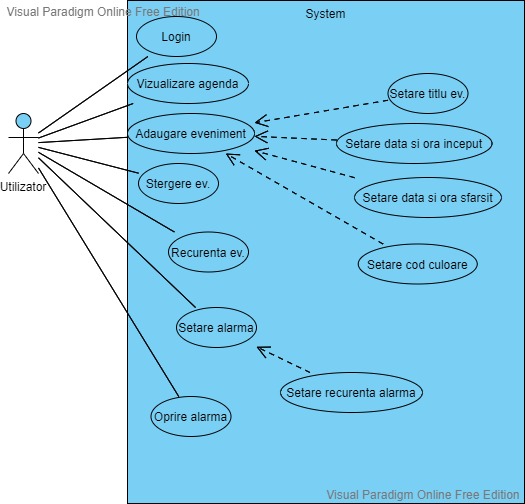 Visual Paradigm Online Free Edition
System
Login
Vizualizare agenda
Setare titlu ev.
Adaugare eveniment
Setare data si ora inceput
Stergere ev.
Utilizator
Setare data si ora sfarsit
Recurenta ev.
Setare cod culoare
Setare alarma
Setare recurenta alarma
Oprire alarma
Visual Paradigm Online Free Edition